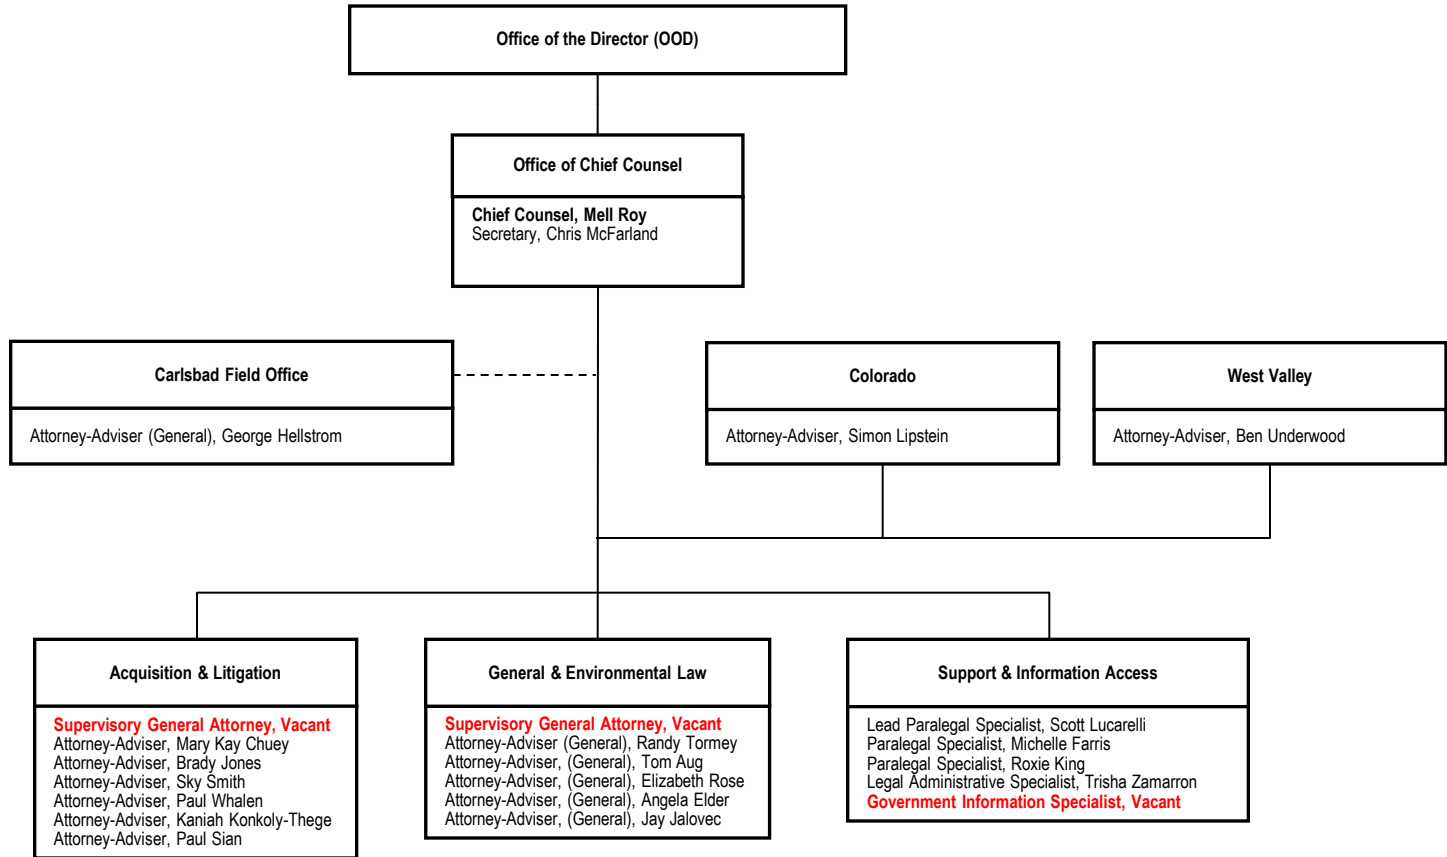 Office of the Director (OOD)
Office of Chief Counsel
Chief Counsel, Mell Roy
Secretary, Chris McFarland
Carlsbad Field Office
Attorney-Adviser (General), George Hellstrom
Colorado
Attorney-Adviser, Simon Lipstein
West Valley
Attorney-Adviser, Ben Underwood
Acquisition & Litigation
Supervisory General Attorney, Vacant
Attorney-Adviser, Mary Kay Chuey
Attorney-Adviser, Brady Jones
Attorney-Adviser, Sky Smith
Attorney-Adviser, Paul Whalen
Attorney-Adviser, Kaniah Konkoly-Thege
Attorney-Adviser, Paul Sian
General & Environmental Law
Supervisory General Attorney, Vacant
Attorney-Adviser (General), Randy Tormey
Attorney-Adviser, (General), Tom Aug
Attorney-Adviser, (General), Elizabeth Rose
Attorney-Adviser, (General), Angela Elder
Attorney-Adviser, (General), Jay Jalovec
Support & Information Access
Lead Paralegal Specialist, Scott Lucarelli
Paralegal Specialist, Michelle Farris
Paralegal Specialist, Roxie King
Legal Administrative Specialist, Trisha Zamarron
Government Information Specialist, Vacant